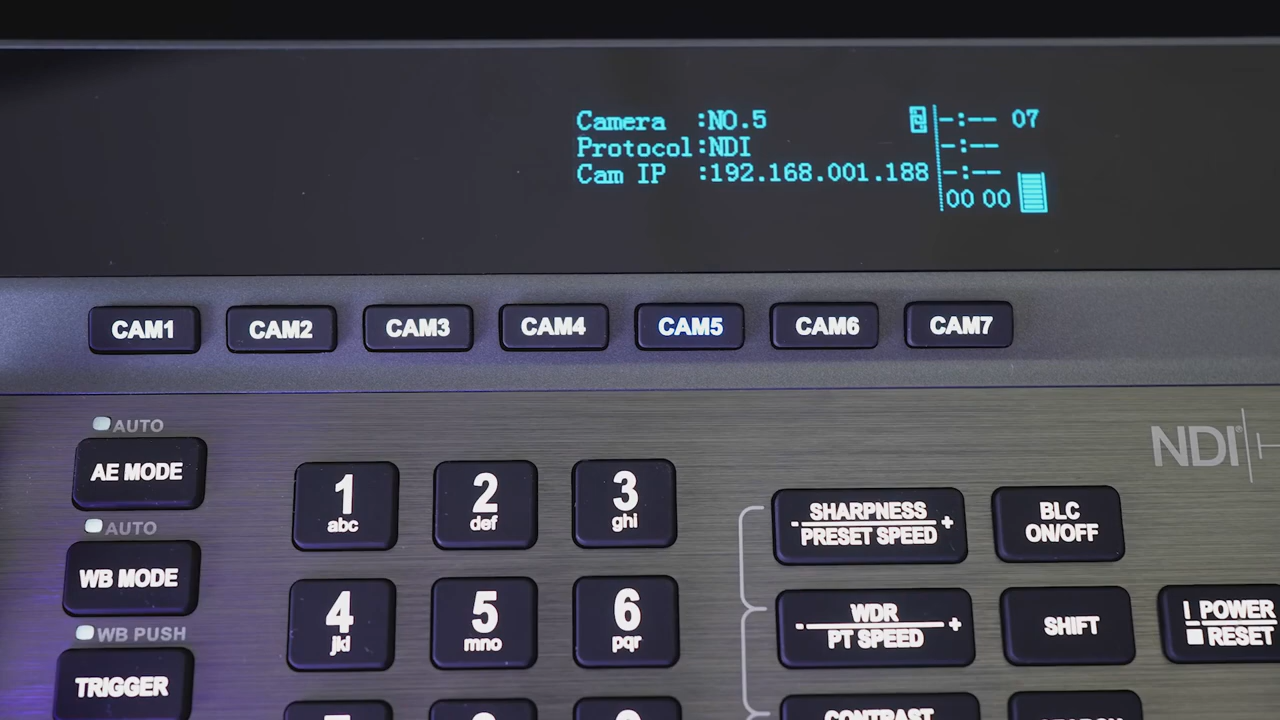 Camera :NO.5
Protocol:NDI
Cam IP :192.168.001.188
-:-- 07
-:--
-:--
00 00
CAM1 CAM2 CAM3 CAM4 CAM5 CAM6 CAM7
AUTO
AE MODE
AUTO
WB MODE
WB PUSH
TRIGGER
1
abc
2
def
3
ghi
4
jkl
5
mno
6
pqr
NDI®
- SHARPNESS +
PRESET SPEED
BLC
ON/OFF
- WDR +
PT SPEED
SHIFT
I POWER
RESET
CONTRAST